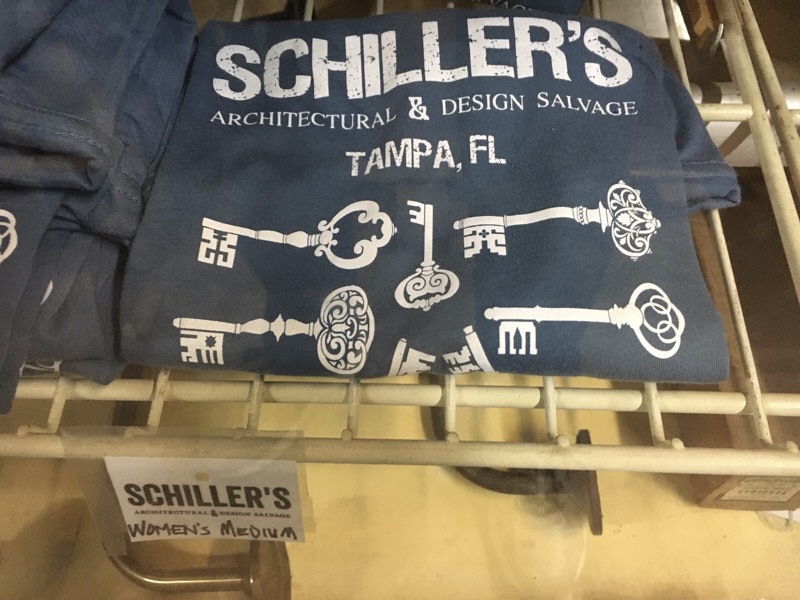 SCHILLER'S
ARCHITECTURAL & DESIGN SALVAGE
TAMPA, FL
SCHILLER'S
ARCHITECTURAL & DESIGN SALVAGE
WOMEN'S MEDIUM